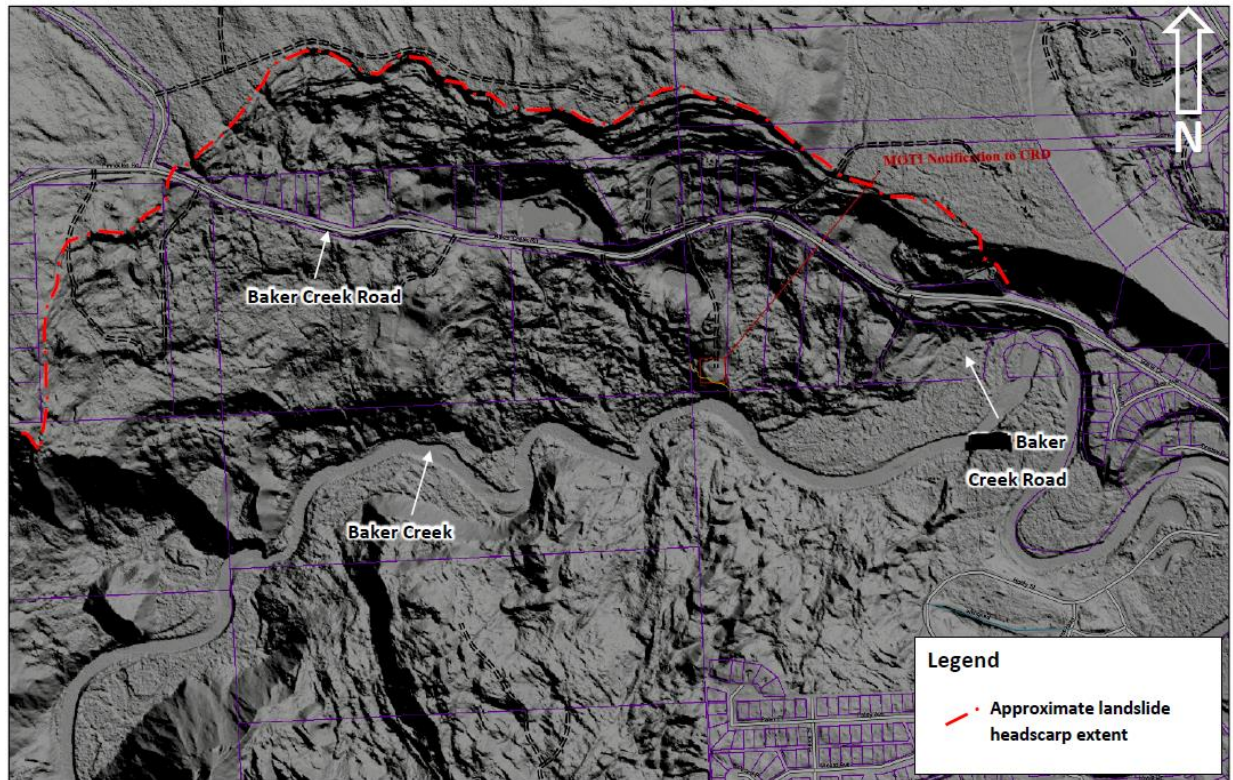 N
MOTI Notification to CRD
Baker Creek Road
Baker
Creek Road
Baker Creek
Legend
Approximate landslide
headscarp extent